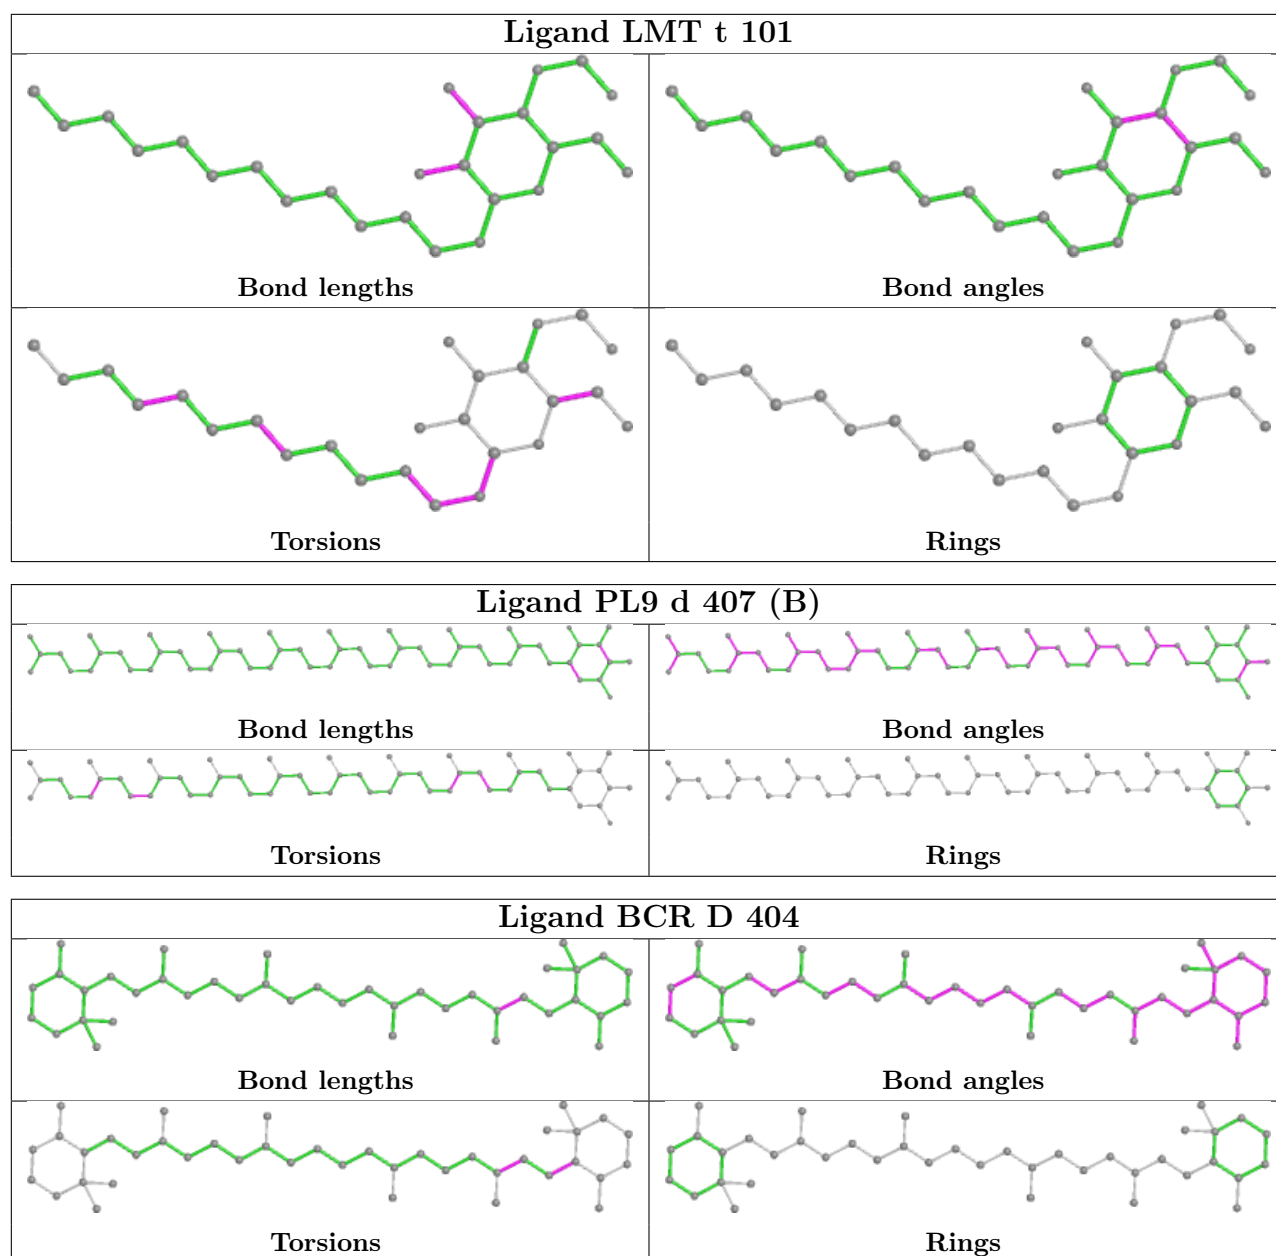 Ligand LMT t 101
Bond lengths
Bond angles
Torsions
Rings
Ligand PL9 d 407 (B)
Bond lengths
Bond angles
Torsions
Rings
Ligand BCR D 404
Bond lengths
Bond angles
Torsions
Rings